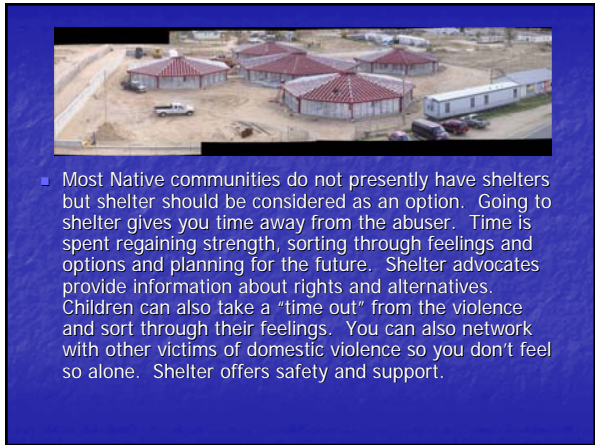 Most Native communities do not presently have shelters
but shelter should be considered as an option.  Going to
shelter gives you time away from the abuser.  Time is
spent regaining strength, sorting through feelings and
options and planning for the future.  Shelter advocates
provide information about rights and alternatives.
Children can also take a “time out” from the violence
and sort through their feelings.  You can also network
with other victims of domestic violence so you don’t feel
so alone.  Shelter offers safety and support.